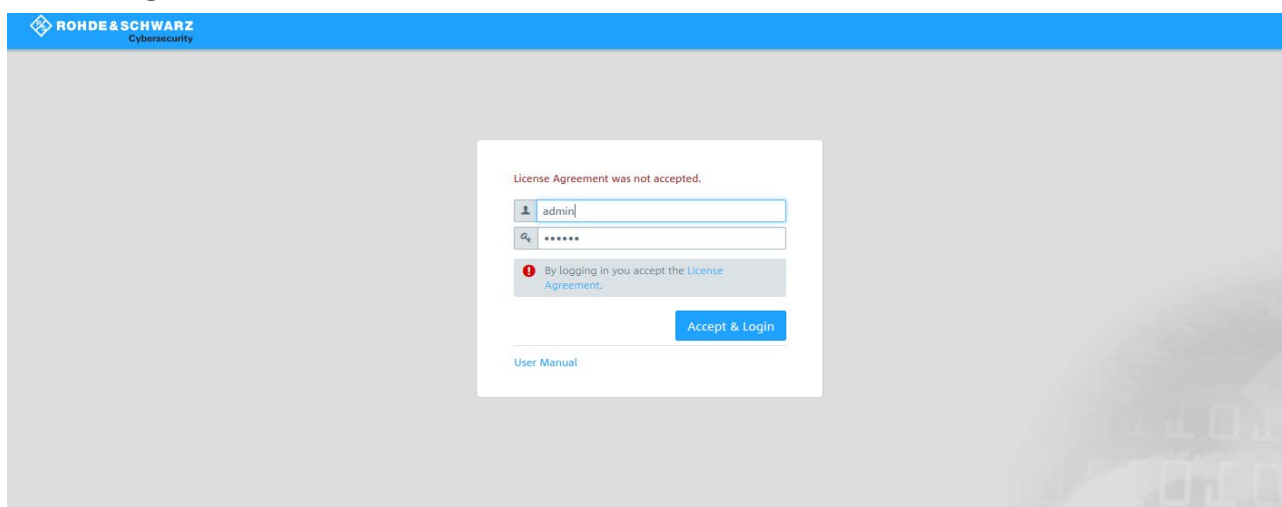 ROHDE&SCHWARZ
Cybersecurity
License Agreement was not accepted.
admin
••••••
By logging in you accept the License
Agreement.
Accept & Login
User Manual